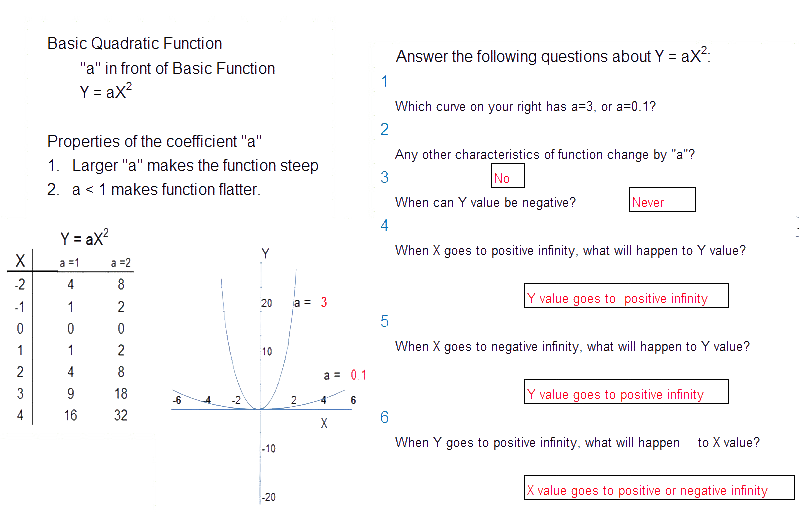 Basic Quadratic Function
"a" in front of Basic Function
Y = aX²
Properties of the coefficient "a"
1. Larger "a" makes the function steep
2. a < 1 makes function flatter.
Y = aX²
X a =1 a =2
-2 4 8
-1 1 2
0 0 0
1 1 2
2 4 8
3 9 18
4 16 32
Y
20
a = 3
10
a = 0.1
-6 -4 -2 2 4 6
X
-10
-20
Answer the following questions about Y = aX²:
1
Which curve on your right has a=3, or a=0.1?
2
Any other characteristics of function change by "a"?
No
3
When can Y value be negative? Never
4
When X goes to positive infinity, what will happen to Y value?
Y value goes to positive infinity
5
When X goes to negative infinity, what will happen to Y value?
Y value goes to positive infinity
6
When Y goes to positive infinity, what will happen to X value?
X value goes to positive or negative infinity